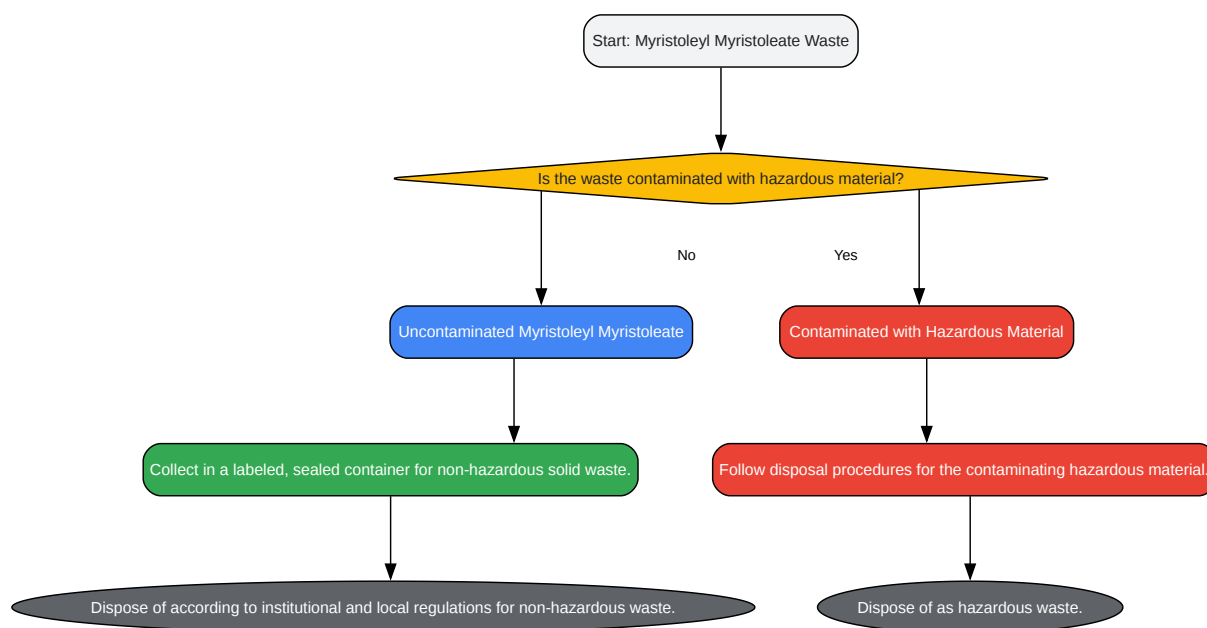 Start: Myristoleyl Myristoleate Waste
Is the waste contaminated with hazardous material?
No
Yes
Uncontaminated Myristoleyl Myristoleate
Contaminated with Hazardous Material
Collect in a labeled, sealed container for non-hazardous solid waste.
Follow disposal procedures for the contaminating hazardous material.
Dispose of according to institutional and local regulations for non-hazardous waste.
Dispose of as hazardous waste.